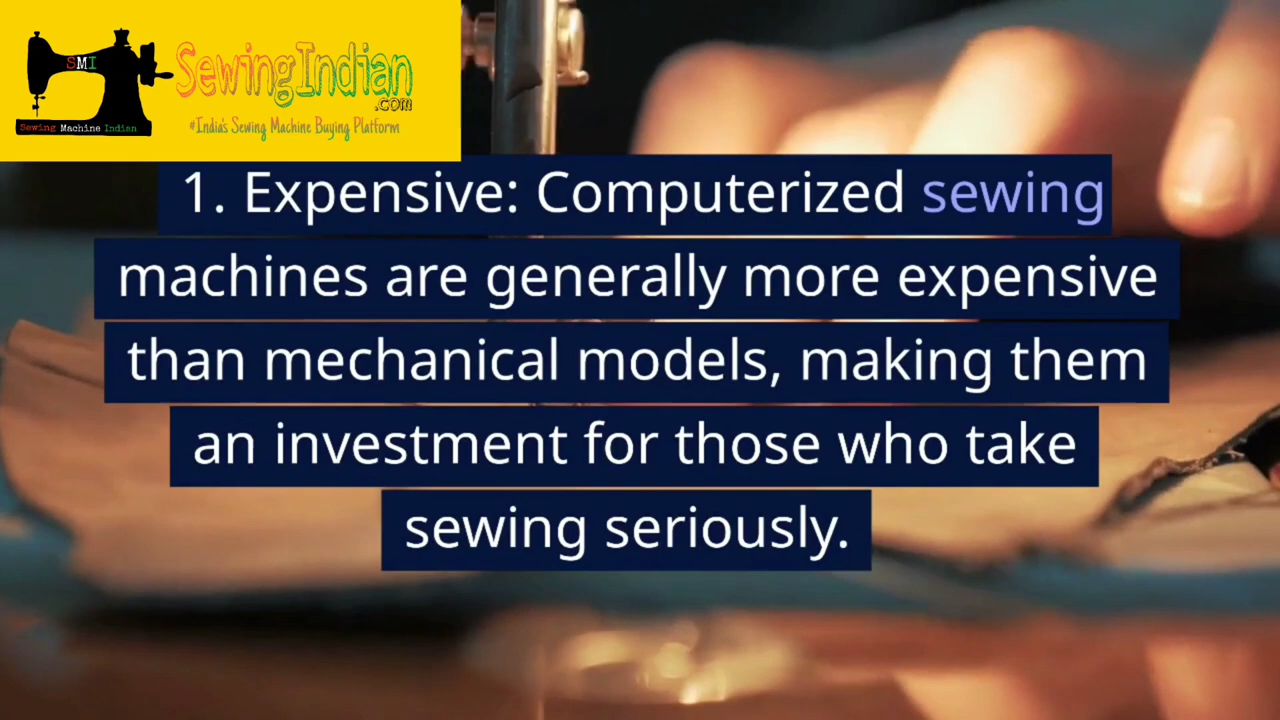 SMI
Sewing Machine Indian
SewingIndian
.COM
#India's Sewing Machine Buying Platform
1. Expensive: Computerized sewing
machines are generally more expensive
than mechanical models, making them
an investment for those who take
sewing seriously.